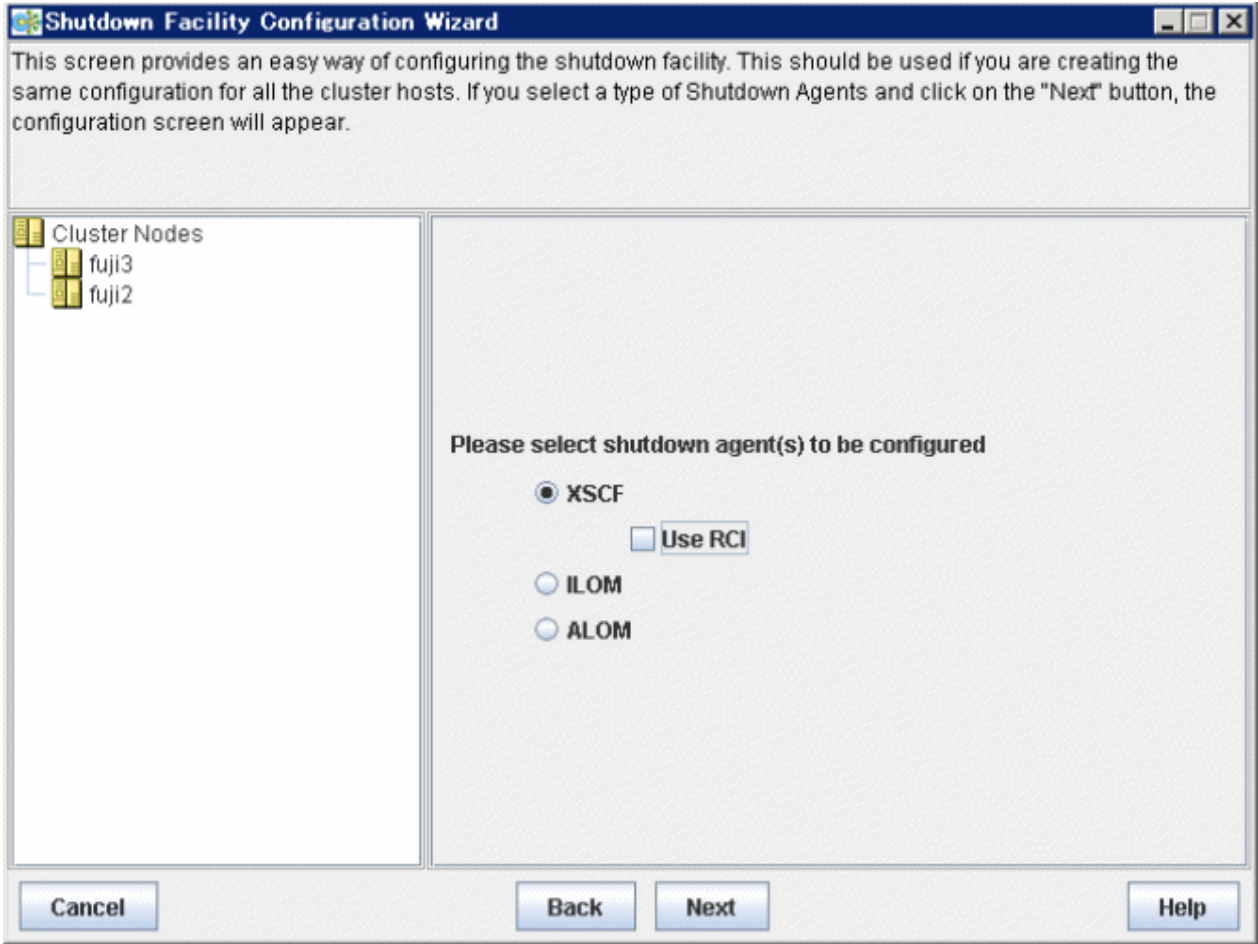 Shutdown Facility Configuration Wizard
This screen provides an easy way of configuring the shutdown facility. This should be used if you are creating the
same configuration for all the cluster hosts. If you select a type of Shutdown Agents and click on the "Next" button, the
configuration screen will appear.
Cluster Nodes
fuji3
fuji2
Please select shutdown agent(s) to be configured
XSCF
Use RCI
ILOM
ALOM
Cancel
Back
Next
Help